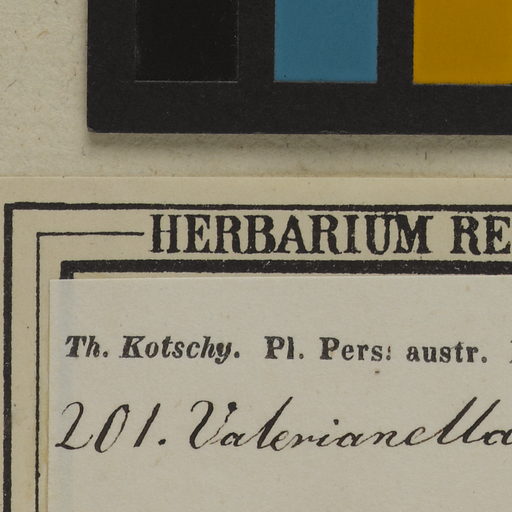 HERBARIUM RE
Th. Kotschy. Pl. Pers: austr.
201. Valerianella